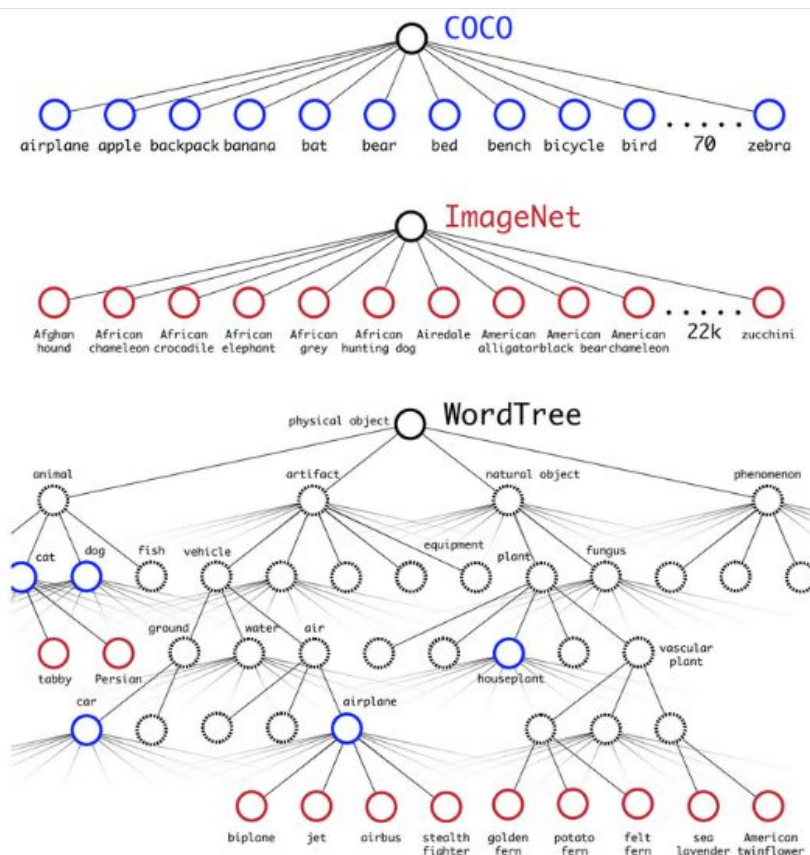 COCO
airplane apple backpack banana bat bear bed bench bicycle bird 70 zebra
ImageNet
Afghan African African African African African Airedale American American American zucchini
hound chameleon crocodile elephant grey hunting dog alligator black bear chameleon
22k
WordTree
physical object
animal artifact natural object phenomenon
cat dog fish vehicle equipment plant fungus
ground water air vascular
plant
tabby Persian houseplant
car airplane
biplane jet airbus stealth golden potato felt sea American
fighter fern fern fern lavender twinflower